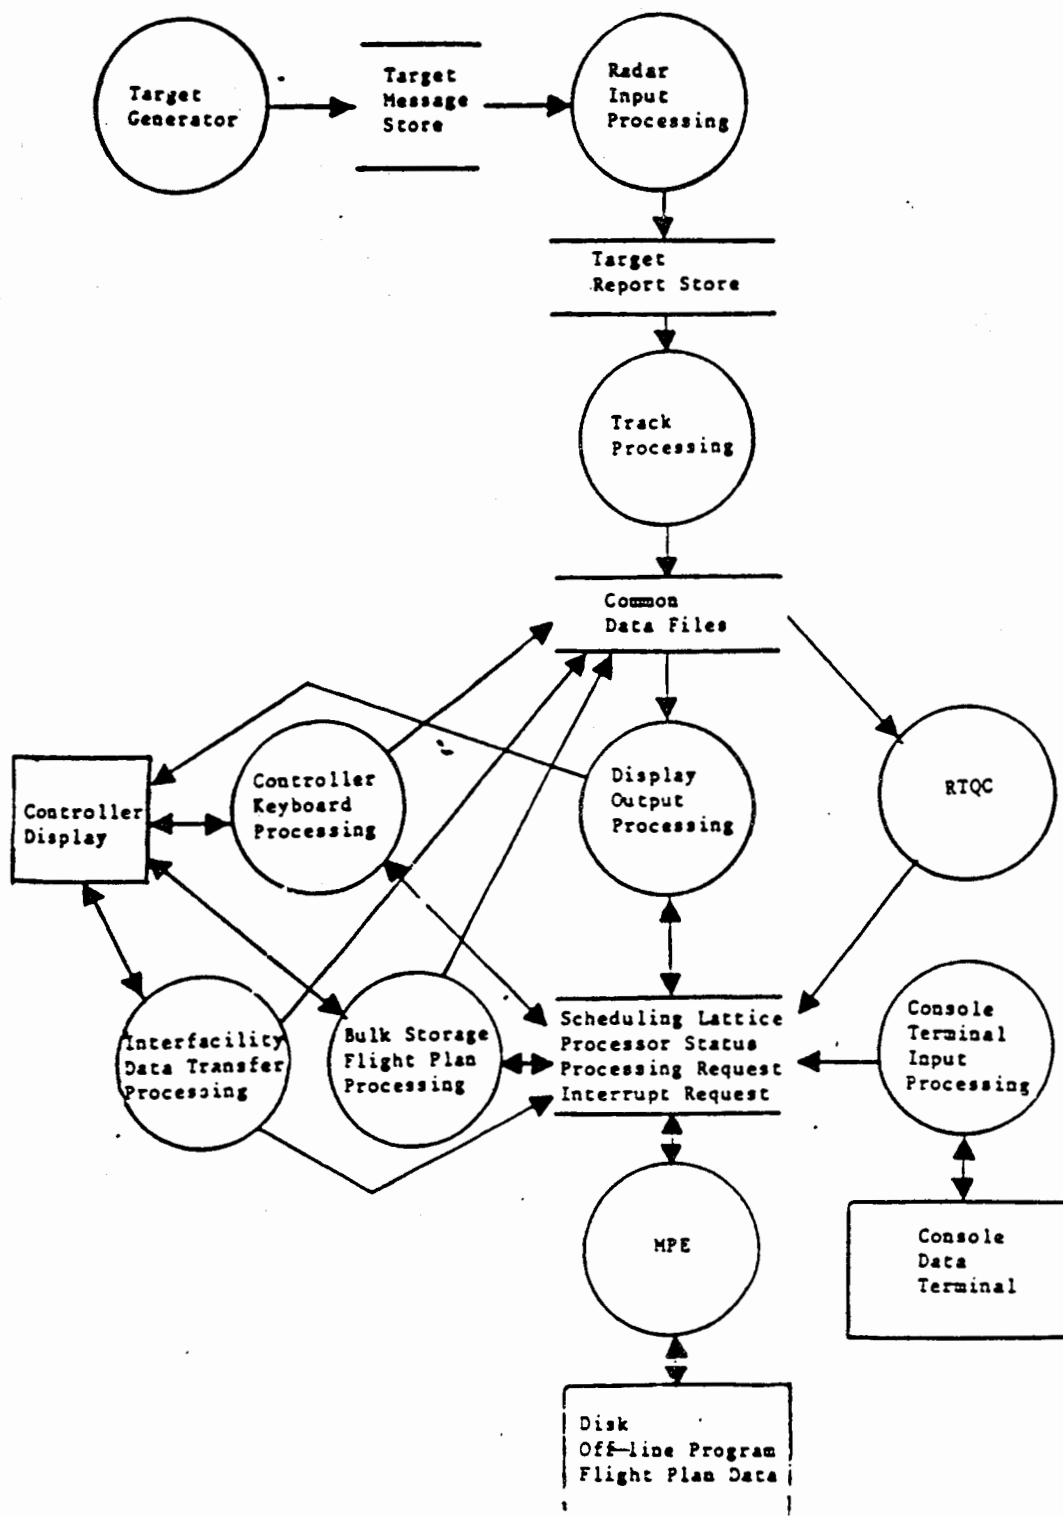 Target
Generator
Target
Message
Store
Radar
Input
Processing
Target
Report Store
Track
Processing
Common
Data Files
Controller
Display
Controller
Keyboard
Processing
Display
Output
Processing
RTQC
Interfacility
Data Transfer
Processing
Bulk Storage
Flight Plan
Processing
Scheduling Lattice
Processor Status
Processing Request
Interrupt Request
Console
Terminal
Input
Processing
MPE
Console
Data
Terminal
Disk
Off-line Program
Flight Plan Data